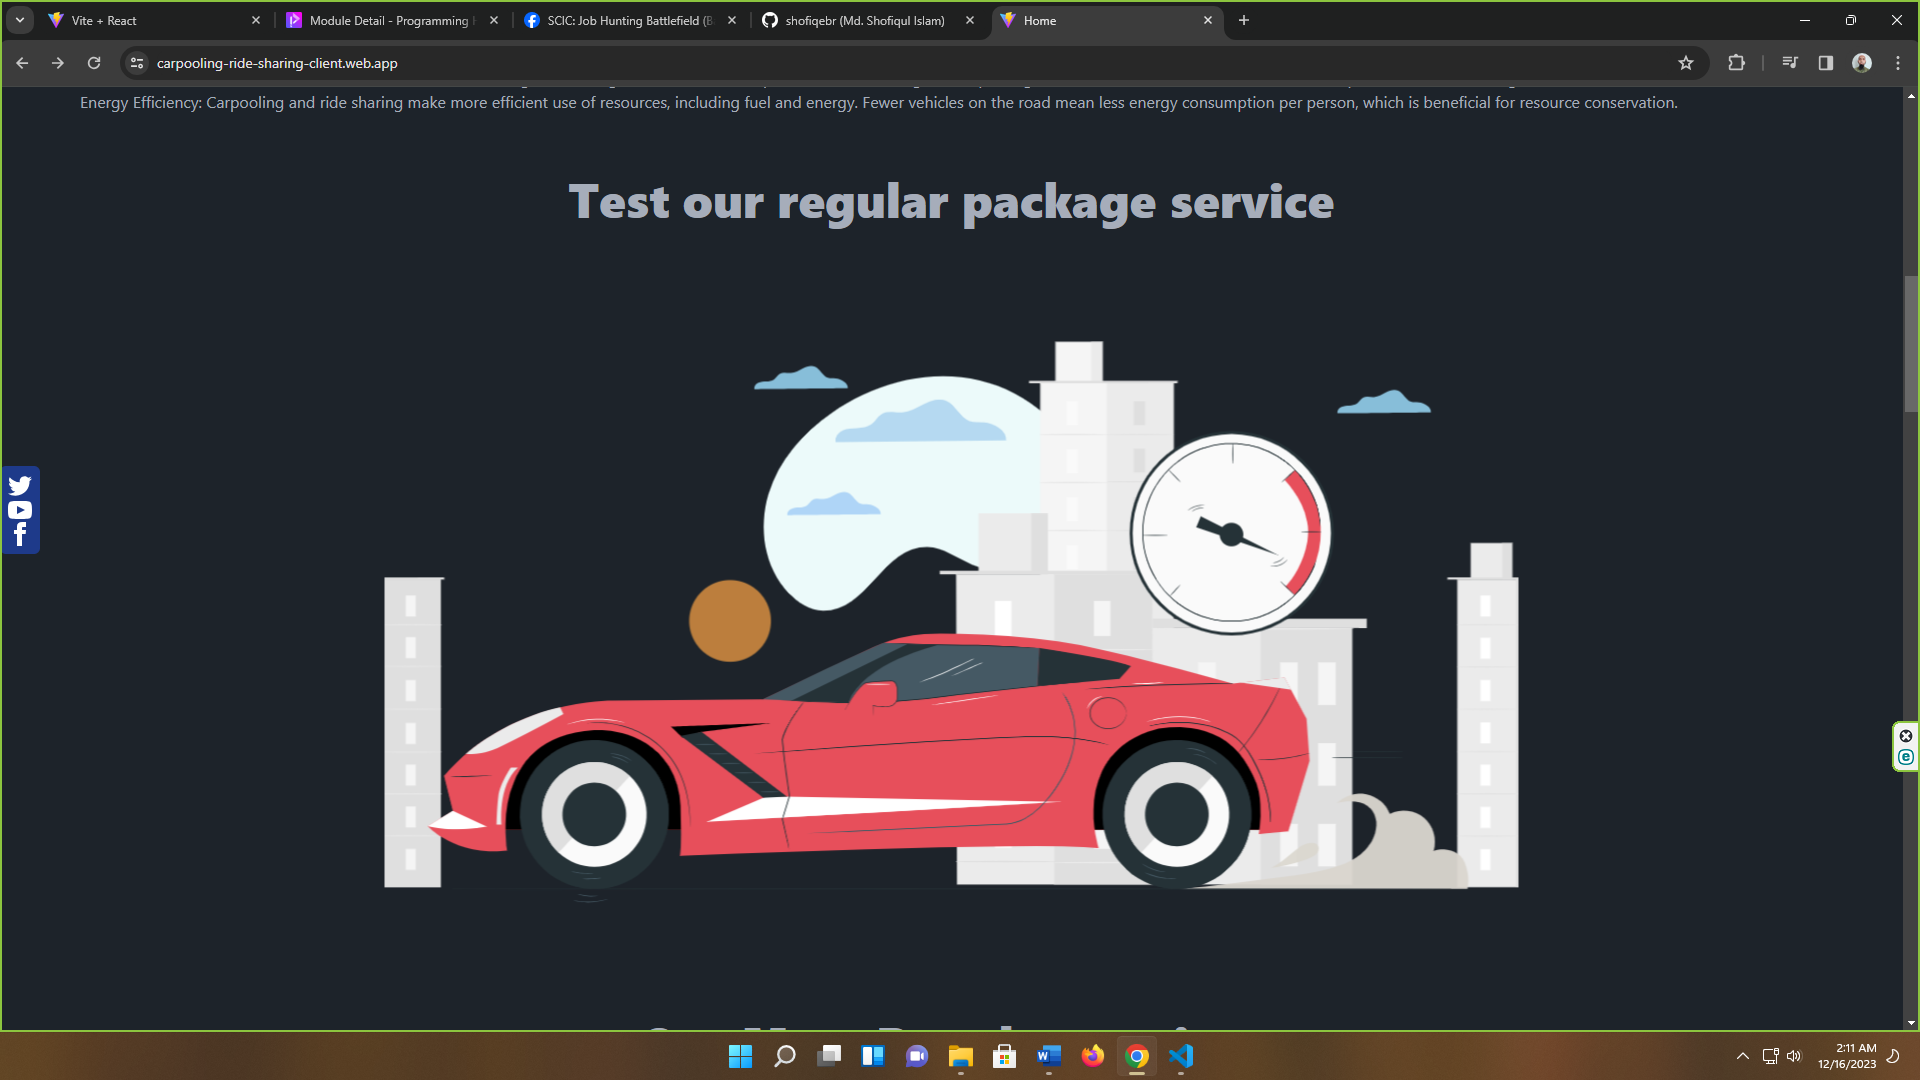 Vite + React
Module Detail - Programming
SCIC: Job Hunting Battlefield (B
shofiqebr (Md. Shofiqul Islam)
Home
carpooling-ride-sharing-client.web.app
Energy Efficiency: Carpooling and ride sharing make more efficient use of resources, including fuel and energy. Fewer vehicles on the road mean less energy consumption per person, which is beneficial for resource conservation.
Test our regular package service
2:11 AM
12/16/2023